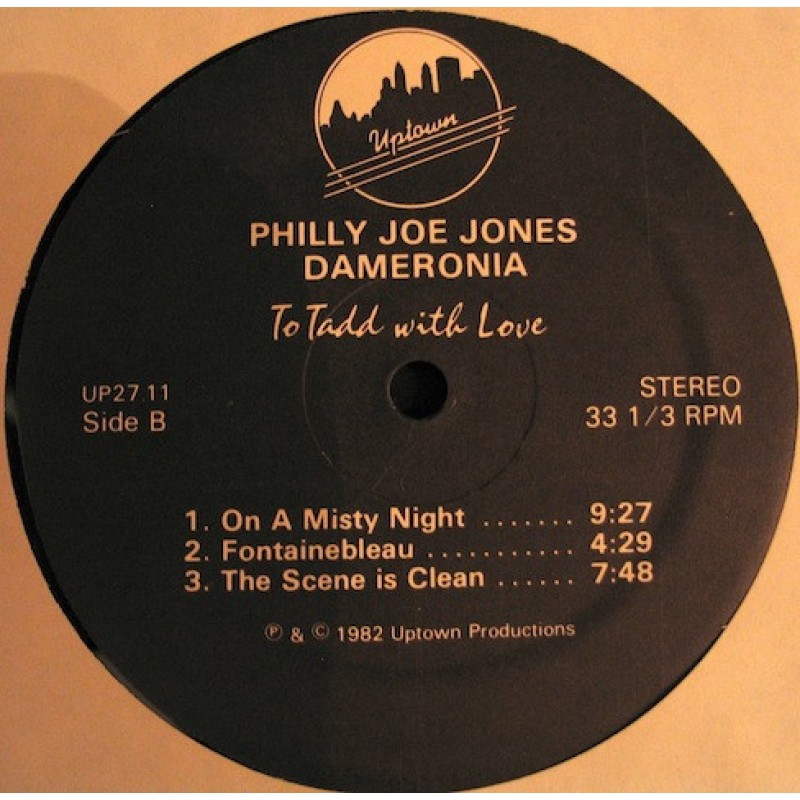 Uptown
PHILLY JOE JONES
DAMERONIA
To Tadd with Love
UP27.11
Side B
STEREO
33 1/3 RPM
1. On A Misty Night ....... 9:27
2. Fontainebleau ........... 4:29
3. The Scene is Clean ...... 7:48
℗ & © 1982 Uptown Productions